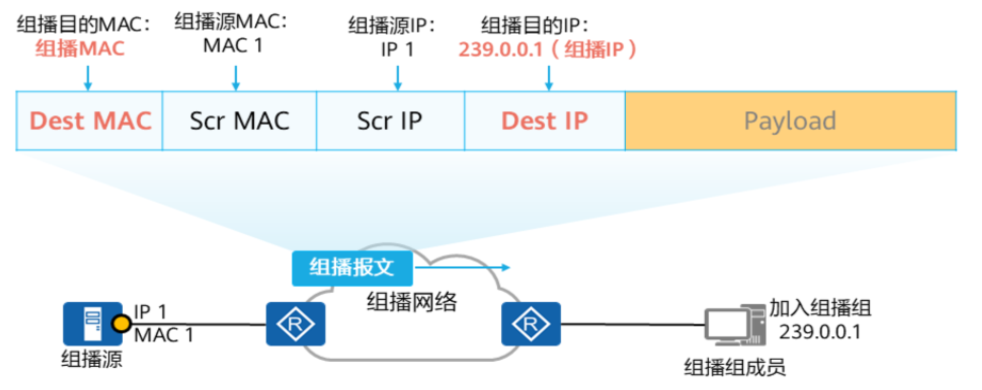 组播目的MAC：
组播MAC
组播源MAC：
MAC 1
组播源IP：
IP 1
组播目的IP：
239.0.0.1（组播IP）
Dest MAC
Scr MAC
Scr IP
Dest IP
Payload
组播报文
组播网络
IP 1
MAC 1
组播源
R
R
加入组播组
239.0.0.1
组播组成员